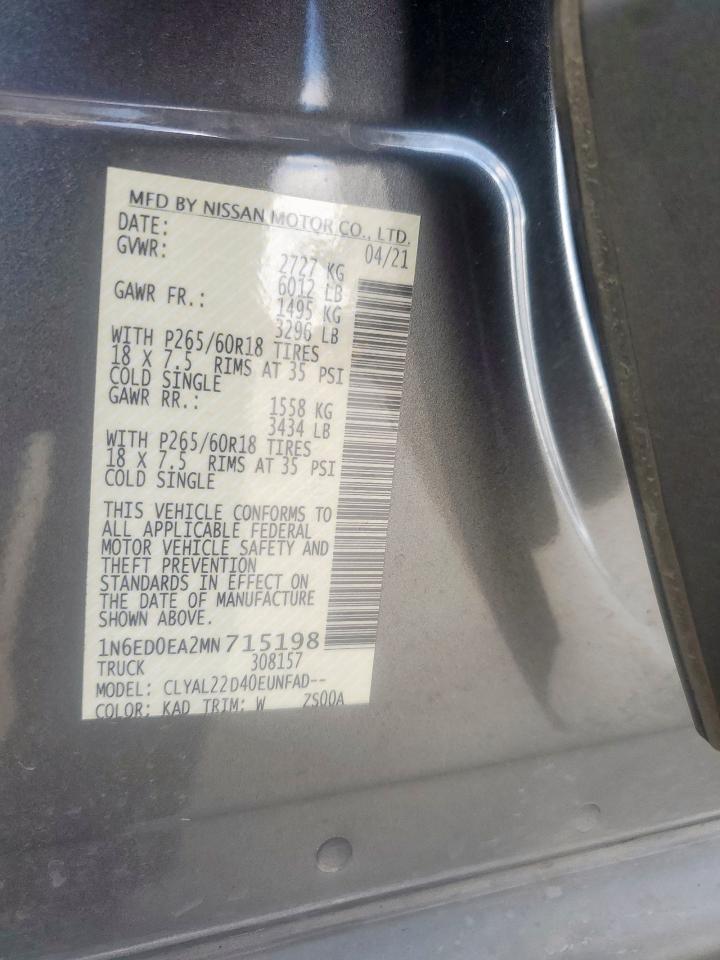 MFD BY NISSAN MOTOR CO., LTD.
DATE: 04/21
GVWR: 2727 KG
6012 LB
GAWR FR.: 1495 KG
3296 LB
WITH P265/60R18 TIRES
18 X 7.5 RIMS AT 35 PSI
COLD SINGLE
GAWR RR.: 1558 KG
3434 LB
WITH P265/60R18 TIRES
18 X 7.5 RIMS AT 35 PSI
COLD SINGLE
THIS VEHICLE CONFORMS TO
ALL APPLICABLE FEDERAL
MOTOR VEHICLE SAFETY AND
THEFT PREVENTION
STANDARDS IN EFFECT ON
THE DATE OF MANUFACTURE
SHOWN ABOVE.
1N6ED0EA2MN715198
TRUCK 308157
MODEL: CLYAL22D40EUNFAD--
COLOR: KAD TRIM: W ZS00A